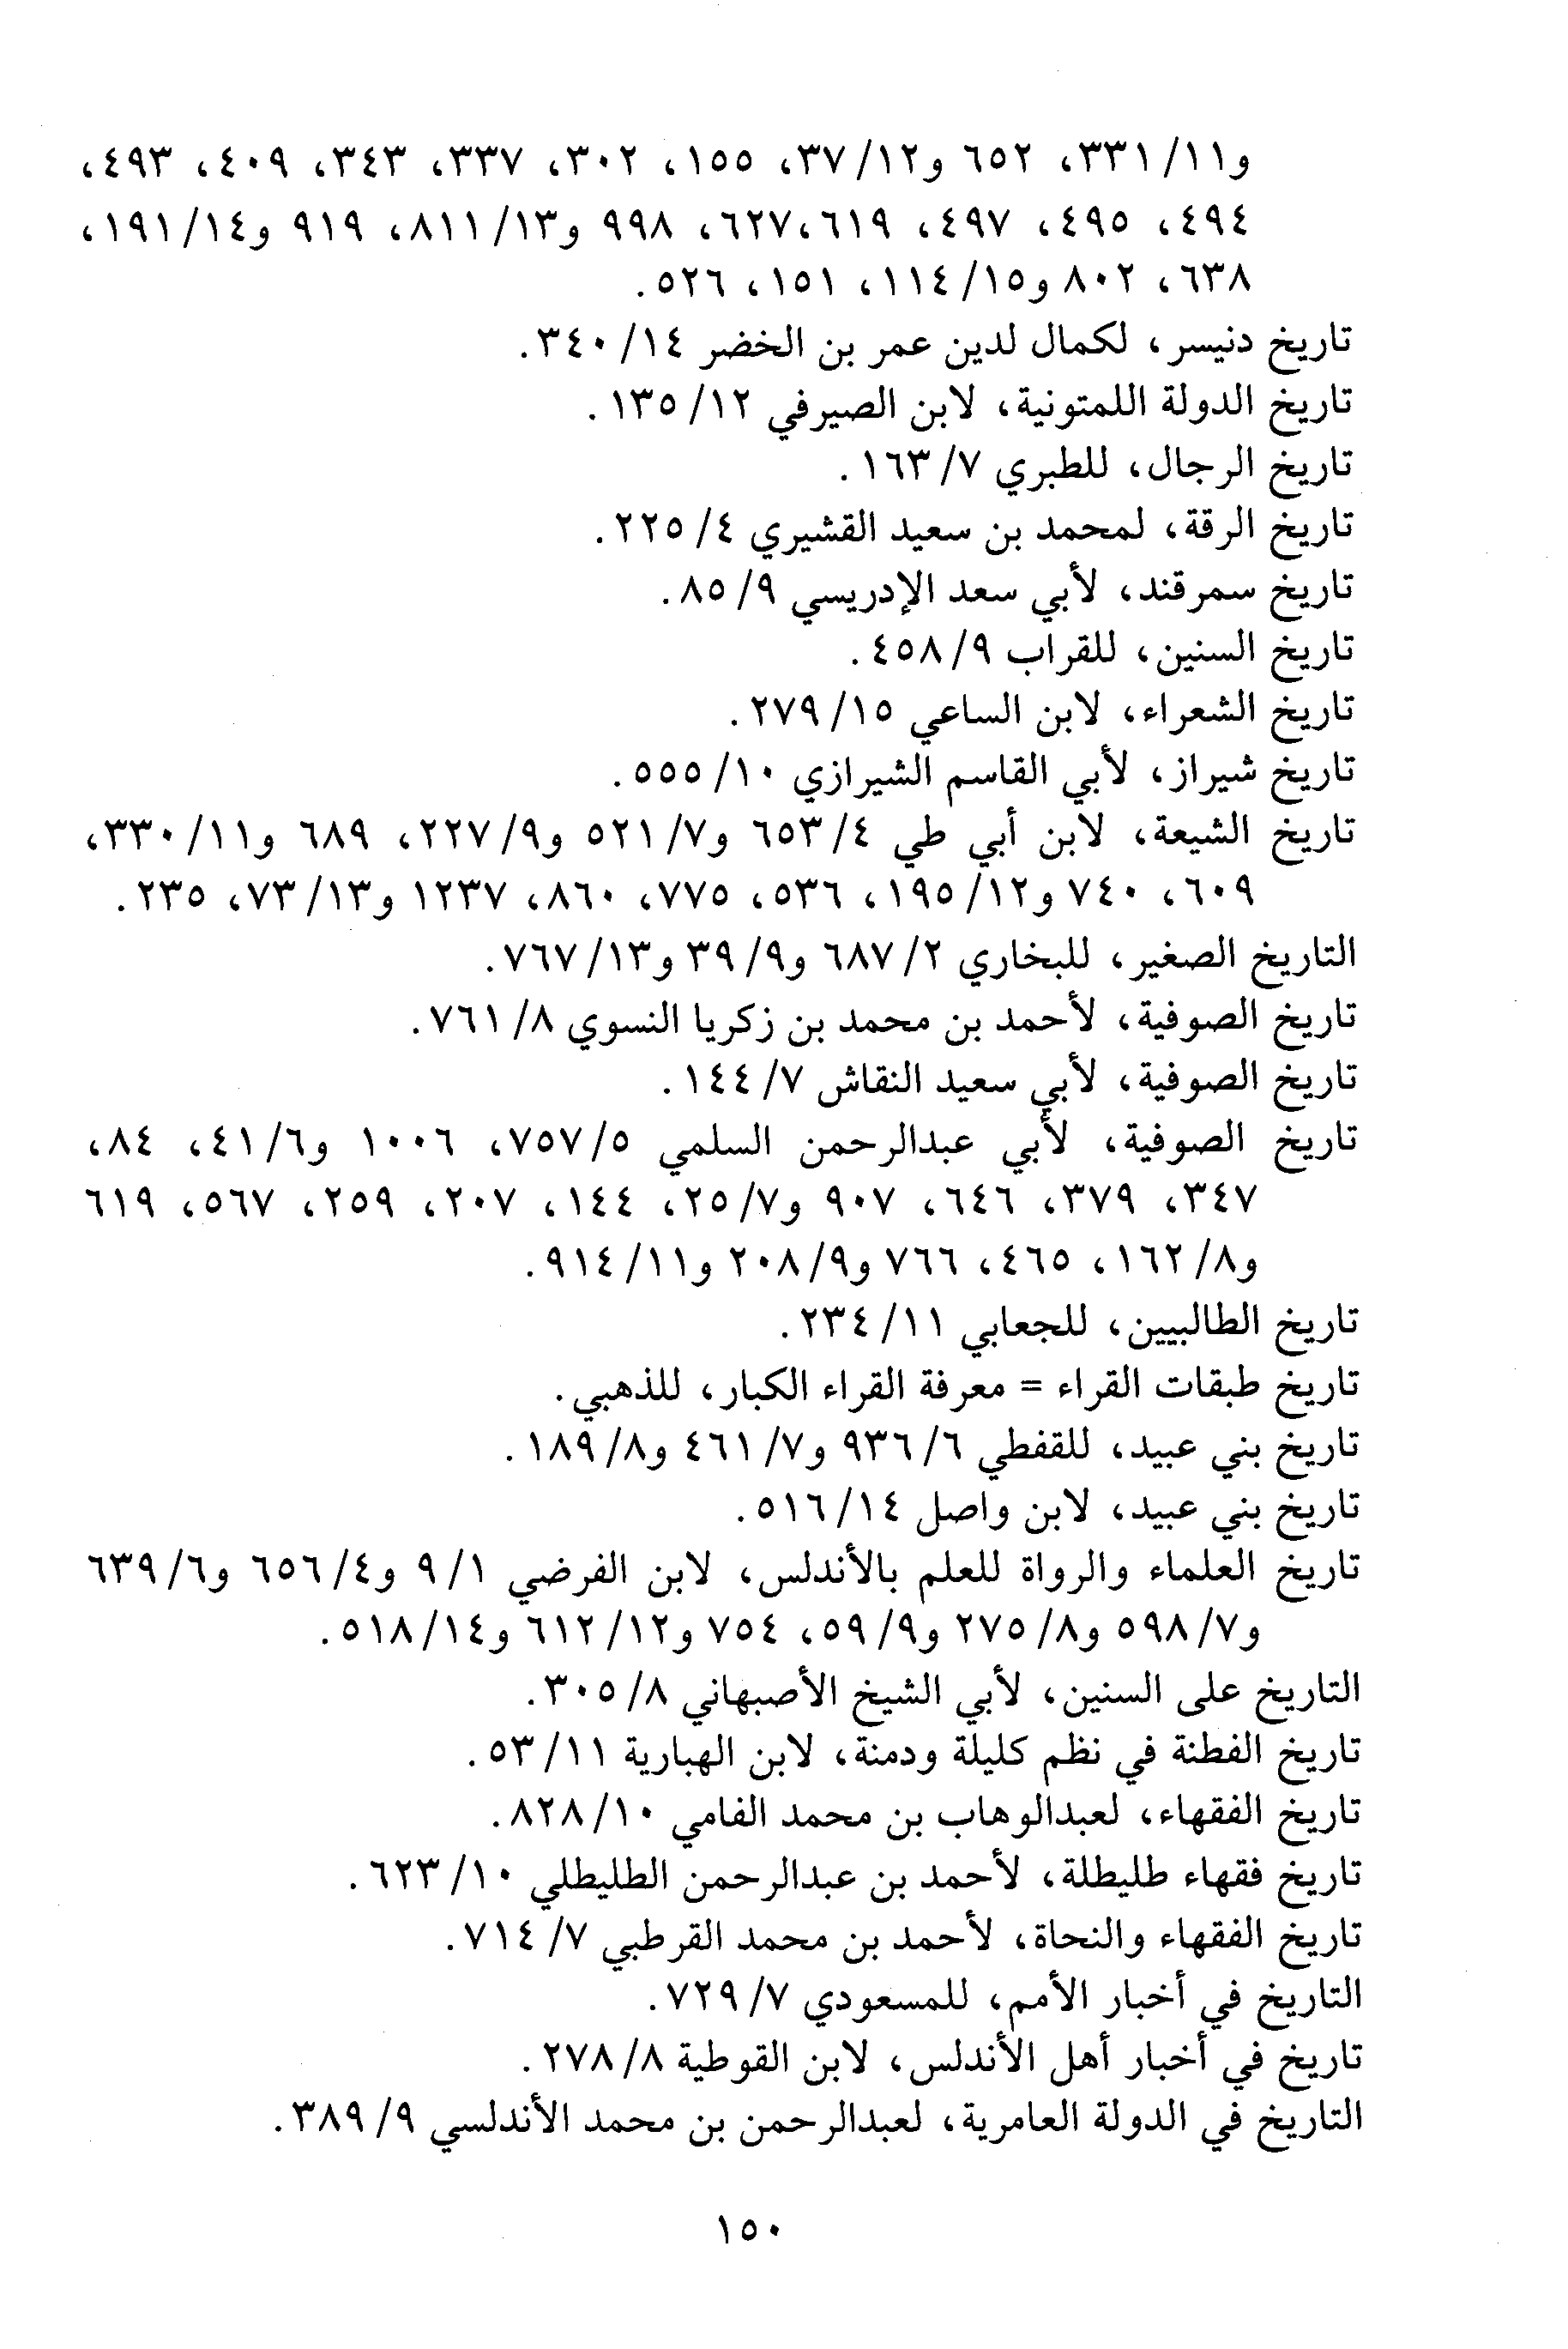 و١١/ ٣٣١، ٦٥٢ و١٢/ ٣٧، ١٥٥، ٣٠٢، ٣٣٧، ٣٤٣، ٤٠٩، ٤٩٣،
٤٩٤، ٤٩٥، ٤٩٧، ٦١٩،٦٢٧، ٩٩٨ و١٣/ ٨١١، ٩١٩ و١٤/ ١٩١،
٦٣٨، ٨٠٢ و١٥/ ١١٤، ١٥١، ٥٢٦.
تاريخ دنيسر، لكمال لدين عمر بن الخضر ١٤/ ٣٤٠.
تاريخ الدولة اللمتونية، لابن الصيرفي ١٢/ ١٣٥.
تاريخ الرجال، للطبري ٧/ ١٦٣.
تاريخ الرقة، لمحمد بن سعيد القشيري ٤/ ٢٢٥.
تاريخ سمرقند، لأبي سعد الإدريسي ٩/ ٨٥.
تاريخ السنين، للقراب ٩/ ٤٥٨.
تاريخ الشعراء، لابن الساعي ١٥/ ٢٧٩.
تاريخ شيراز، لأبي القاسم الشيرازي ١٠/ ٥٥٥.
تاريخ الشيعة، لابن أبي طي ٤/ ٦٥٣ و٧/ ٥٢١ و٩/ ٢٢٧، ٦٨٩ و١١/ ٣٣٠،
٦٠٩، ٧٤٠ و١٢/ ١٩٥، ٥٣٦، ٧٧٥، ٨٦٠، ١٢٣٧ و١٣/ ٧٣، ٢٣٥.
التاريخ الصغير، للبخاري ٢/ ٦٨٧ و٩/ ٣٩ و١٣/ ٧٦٧.
تاريخ الصوفية، لأحمد بن محمد بن زكريا النسوي ٨/ ٧٦١.
تاريخ الصوفية، لأبي سعيد النقاش ٧/ ١٤٤.
تاريخ الصوفية، لأبي عبدالرحمن السلمي ٥/ ٧٥٧، ١٠٠٦ و٦/ ٤١، ٨٤،
٣٤٧، ٣٧٩، ٦٤٦، ٩٠٧ و٧/ ٢٥، ١٤٤، ٢٠٧، ٢٥٩، ٥٦٧، ٦١٩
و٨/ ١٦٢، ٤٦٥، ٧٦٦ و٩/ ٢٠٨ و١١/ ٩١٤.
تاريخ الطالبيين، للجعابي ١١/ ٢٣٤.
تاريخ طبقات القراء = معرفة القراء الكبار، للذهبي.
تاريخ بني عبيد، للقفطي ٦/ ٩٣٦ و٧/ ٤٦١ و٨/ ١٨٩.
تاريخ بني عبيد، لابن واصل ١٤/ ٥١٦.
تاريخ العلماء والرواة للعلم بالأندلس، لابن الفرضي ١/ ٩ و٤/ ٦٥٦ و٦/ ٦٣٩
و٧/ ٥٩٨ و٨/ ٢٧٥ و٩/ ٥٩، ٧٥٤ و١٢/ ٦١٢ و١٤/ ٥١٨.
التاريخ على السنين، لأبي الشيخ الأصبهاني ٨/ ٣٠٥.
تاريخ الفطنة في نظم كليلة ودمنة، لابن الهبارية ١١/ ٥٣.
تاريخ الفقهاء، لعبدالوهاب بن محمد الفامي ١٠/ ٨٢٨.
تاريخ فقهاء طليطلة، لأحمد بن عبدالرحمن الطليطلي ١٠/ ٦٢٣.
تاريخ الفقهاء والنحاة، لأحمد بن محمد القرطبي ٧/ ٧١٤.
التاريخ في أخبار الأمم، للمسعودي ٧/ ٧٢٩.
تاريخ في أخبار أهل الأندلس، لابن القوطية ٨/ ٢٧٨.
التاريخ في الدولة العامرية، لعبدالرحمن بن محمد الأندلسي ٩/ ٣٨٩.
١٥٠